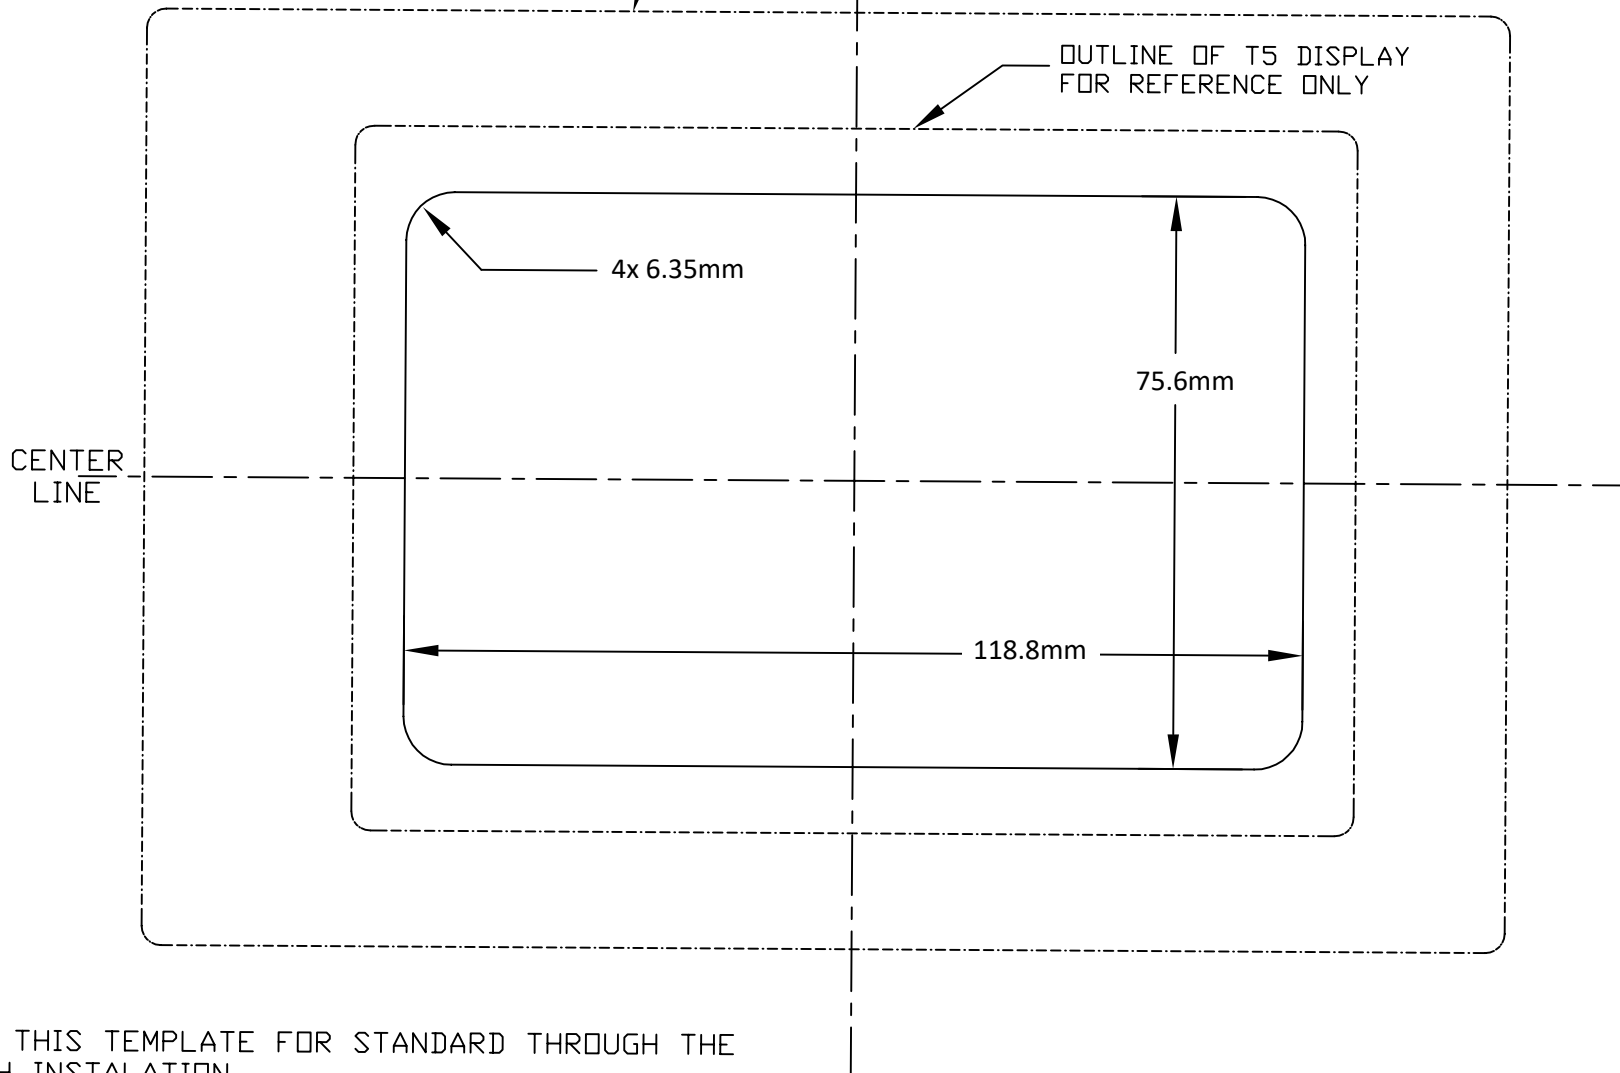 OUTLINE OF T5 DISPLAY
FOR REFERENCE ONLY
4x 6.35mm
75.6mm
CENTER
LINE
118.8mm
THIS TEMPLATE FOR STANDARD THROUGH THE
INSTALATION